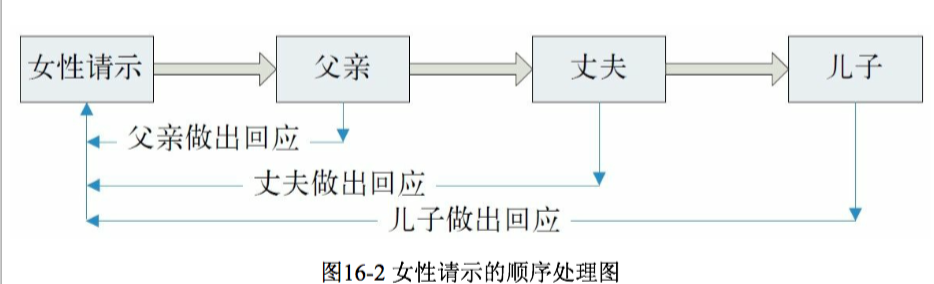 女性请示 父亲 丈夫 儿子
父亲做出回应
丈夫做出回应
儿子做出回应
图16-2 女性请示的顺序处理图